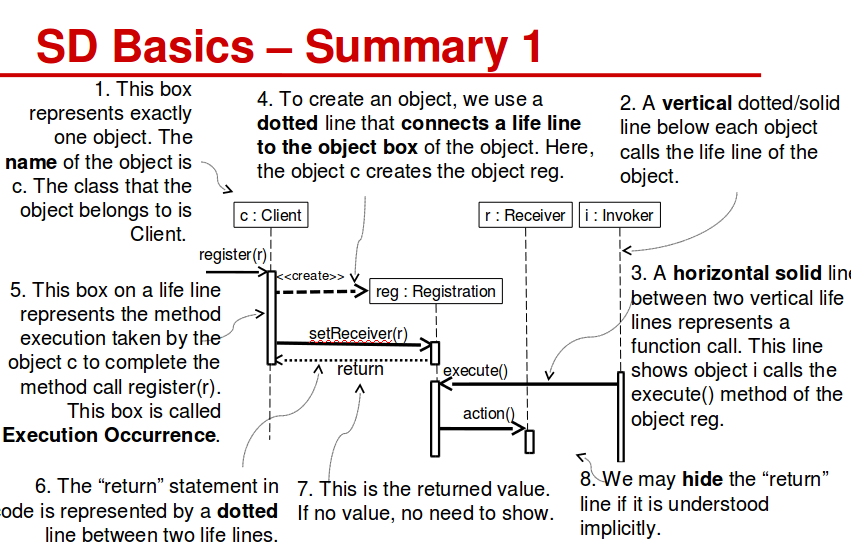 SD Basics – Summary 1
1. This box
represents exactly
one object. The
name of the object is
c. The class that the
object belongs to is
Client.
4. To create an object, we use a
dotted line that connects a life line
to the object box of the object. Here,
the object c creates the object reg.
2. A vertical dotted/solid
line below each object
calls the life line of the
object.
c : Client
r : Receiver
i : Invoker
register(r)
<<create>>
reg : Registration
3. A horizontal solid line
between two vertical life
lines represents a
function call. This line
shows object i calls the
execute() method of the
object reg.
5. This box on a life line
represents the method
execution taken by the
object c to complete the
method call register(r).
This box is called
Execution Occurrence.
setReceiver(r)
return
execute()
action()
6. The “return” statement in
code is represented by a dotted
line between two life lines.
7. This is the returned value.
If no value, no need to show.
8. We may hide the “return”
line if it is understood
implicitly.